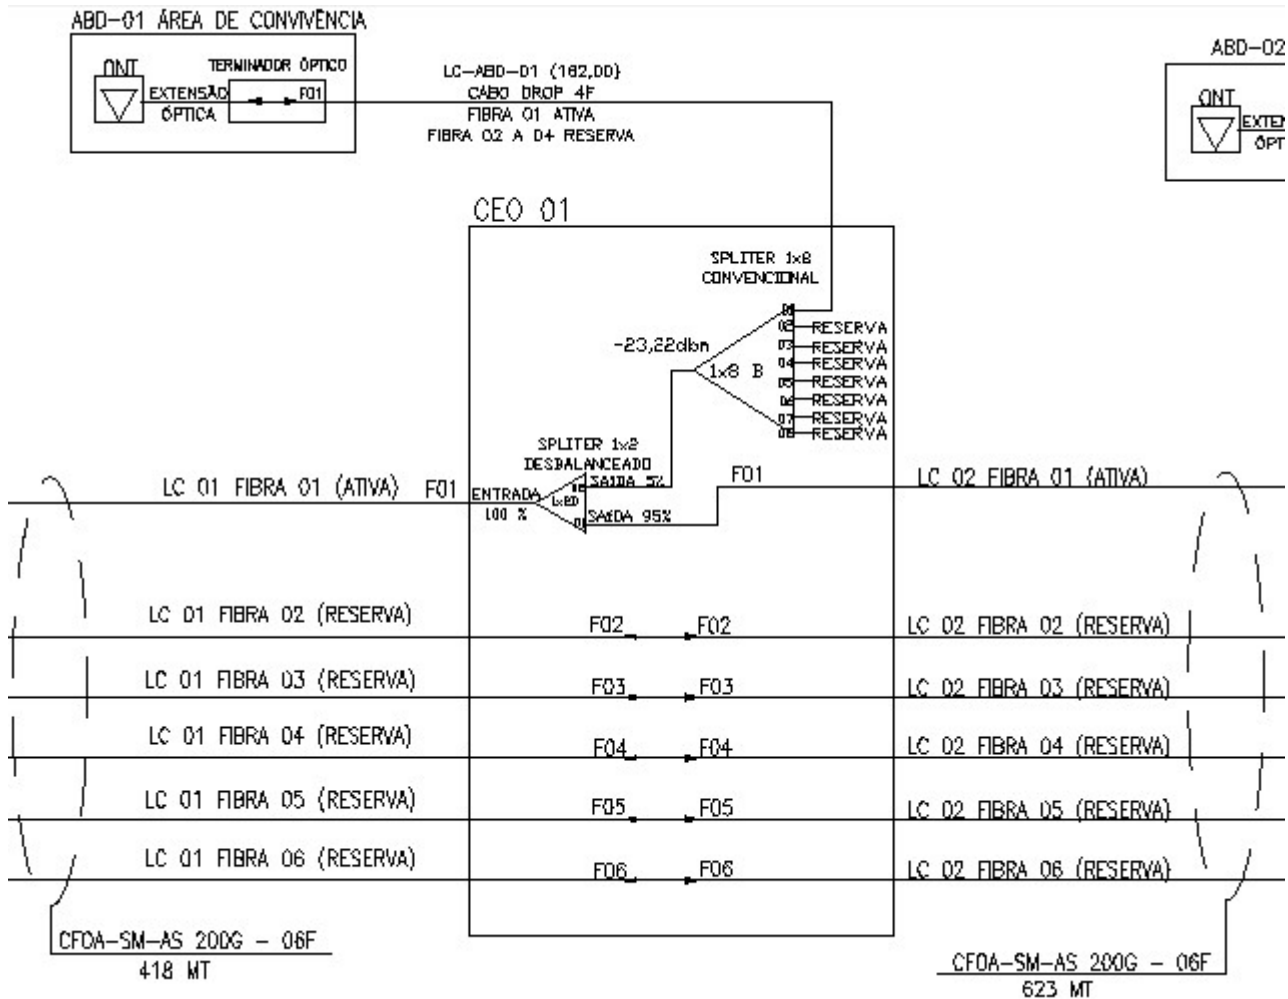 ABD-01 ÁREA DE CONVIVÊNCIA
ONT
TERMINADOR ÓPTICO
EXTENSÃO
ÓPTICA
F01
LC-ABD-01 (162,00)
CABO DROP 4F
FIBRA 01 ATIVA
FIBRA 02 A 04 RESERVA
ABD-02
ONT
EXTEN
ÓPTI
CEO 01
SPLITER 1x8
CONVENCIONAL
01
02 RESERVA
03 RESERVA
04 RESERVA
05 RESERVA
06 RESERVA
07 RESERVA
08 RESERVA
-23,22dbm
1x8 B
SPLITER 1x2
DESBALANCEADO
SAIDA 5%
ENTRADA
100 %
SAIDA 95%
LC 01 FIBRA 01 (ATIVA) F01
F01 LC 02 FIBRA 01 (ATIVA)
LC 01 FIBRA 02 (RESERVA) F02 F02 LC 02 FIBRA 02 (RESERVA)
LC 01 FIBRA 03 (RESERVA) F03 F03 LC 02 FIBRA 03 (RESERVA)
LC 01 FIBRA 04 (RESERVA) F04 F04 LC 02 FIBRA 04 (RESERVA)
LC 01 FIBRA 05 (RESERVA) F05 F05 LC 02 FIBRA 05 (RESERVA)
LC 01 FIBRA 06 (RESERVA) F06 F06 LC 02 FIBRA 06 (RESERVA)
CFOA-SM-AS 200G - 06F
418 MT
CFOA-SM-AS 200G - 06F
623 MT